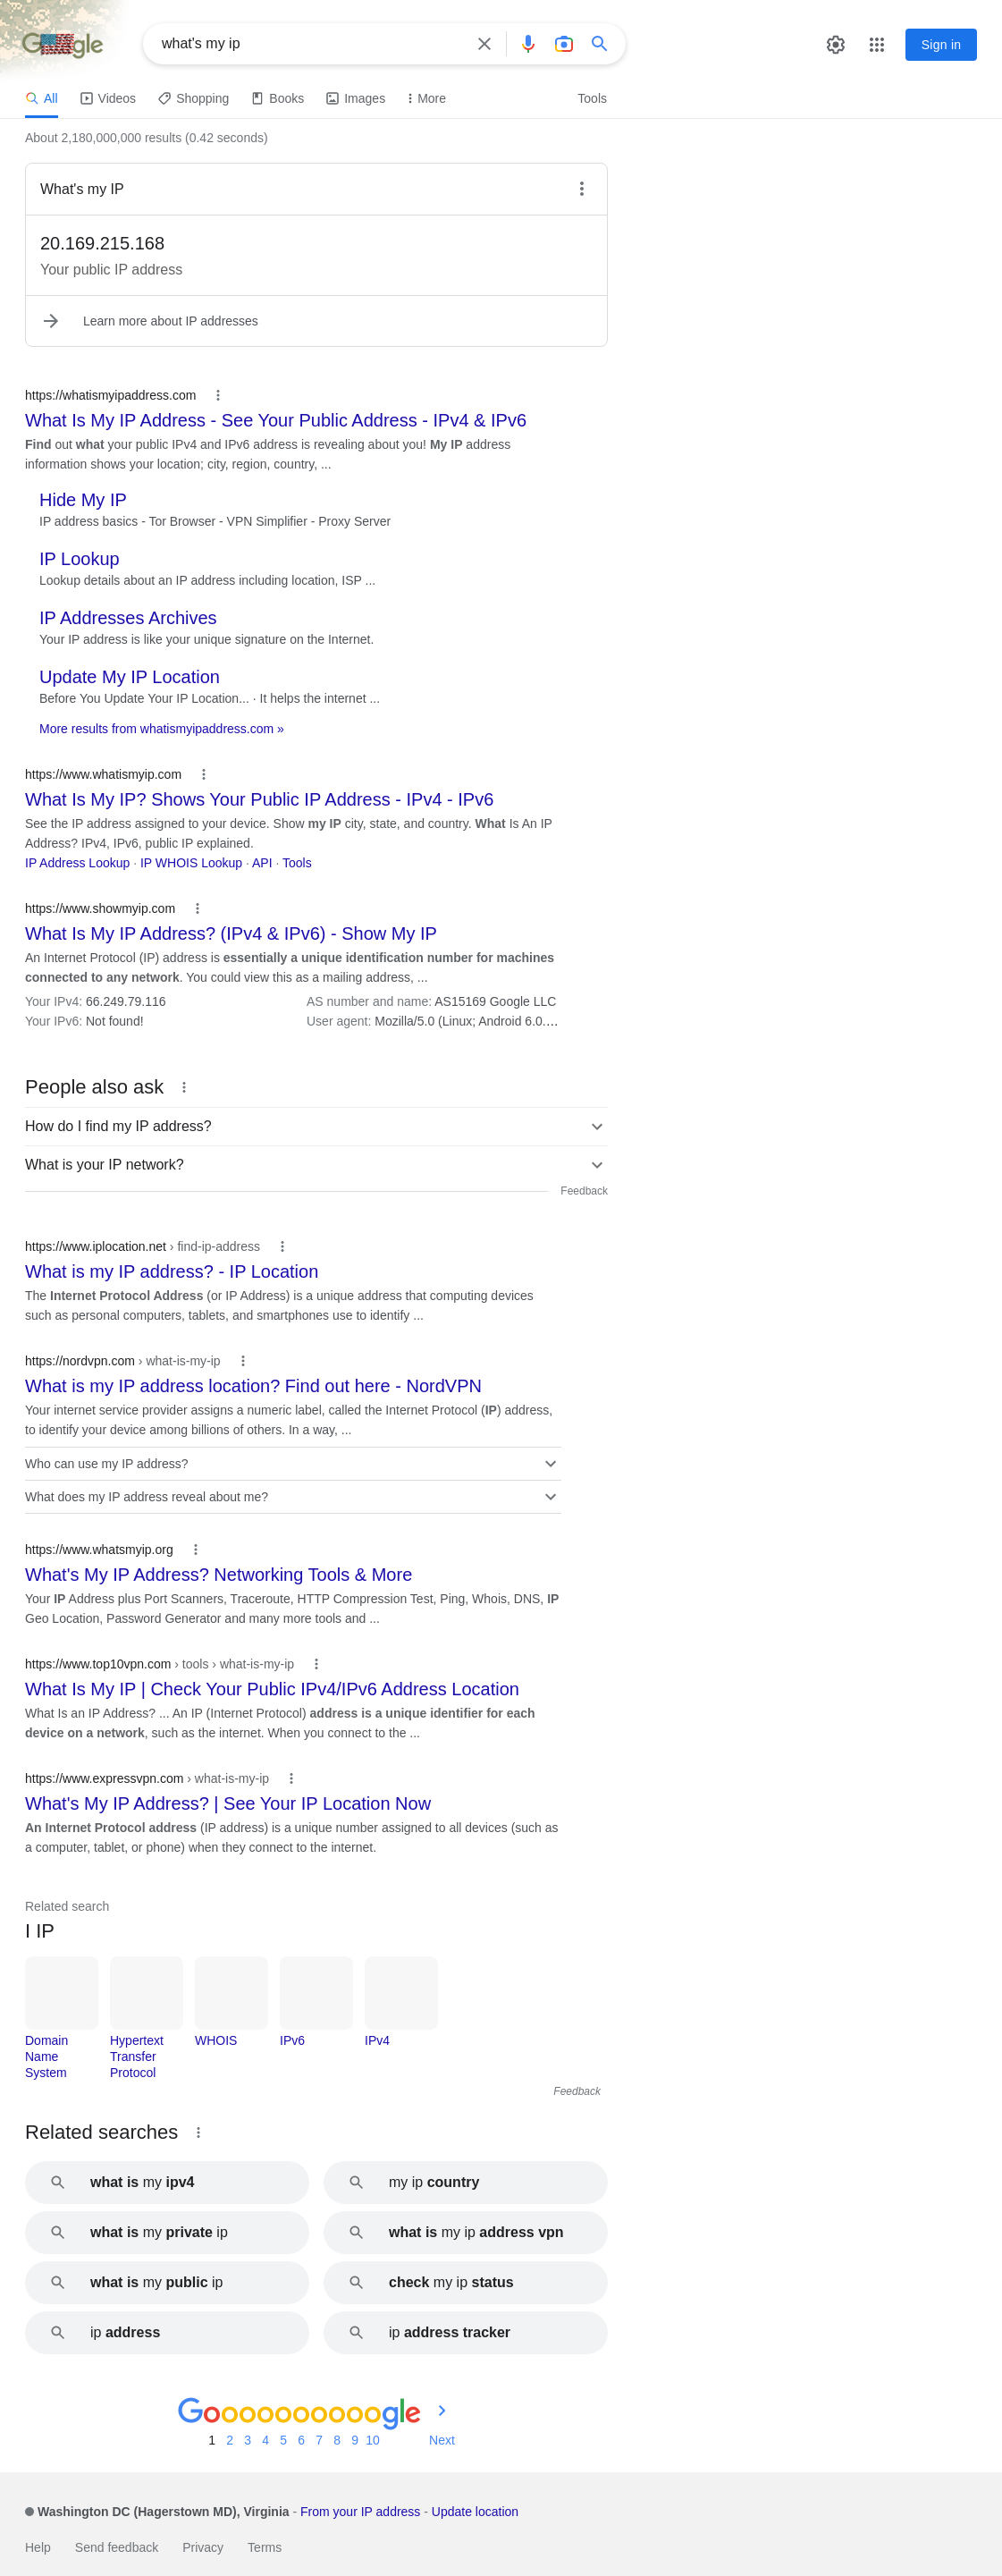 Google
what's my ip
Sign in
All Videos Shopping Books Images More Tools
About 2,180,000,000 results (0.42 seconds)
What's my IP
20.169.215.168
Your public IP address
Learn more about IP addresses
https://whatismyipaddress.com
What Is My IP Address - See Your Public Address - IPv4 & IPv6
Find out what your public IPv4 and IPv6 address is revealing about you! My IP address
information shows your location; city, region, country, ...
Hide My IP
IP address basics - Tor Browser - VPN Simplifier - Proxy Server
IP Lookup
Lookup details about an IP address including location, ISP ...
IP Addresses Archives
Your IP address is like your unique signature on the Internet.
Update My IP Location
Before You Update Your IP Location... · It helps the internet ...
More results from whatismyipaddress.com »
https://www.whatismyip.com
What Is My IP? Shows Your Public IP Address - IPv4 - IPv6
See the IP address assigned to your device. Show my IP city, state, and country. What Is An IP
Address? IPv4, IPv6, public IP explained.
IP Address Lookup · IP WHOIS Lookup · API · Tools
https://www.showmyip.com
What Is My IP Address? (IPv4 & IPv6) - Show My IP
An Internet Protocol (IP) address is essentially a unique identification number for machines
connected to any network. You could view this as a mailing address, ...
Your IPv4: 66.249.79.116 AS number and name: AS15169 Google LLC
Your IPv6: Not found! User agent: Mozilla/5.0 (Linux; Android 6.0....
People also ask
How do I find my IP address?
What is your IP network?
Feedback
https://www.iplocation.net › find-ip-address
What is my IP address? - IP Location
The Internet Protocol Address (or IP Address) is a unique address that computing devices
such as personal computers, tablets, and smartphones use to identify ...
https://nordvpn.com › what-is-my-ip
What is my IP address location? Find out here - NordVPN
Your internet service provider assigns a numeric label, called the Internet Protocol (IP) address,
to identify your device among billions of others. In a way, ...
Who can use my IP address?
What does my IP address reveal about me?
https://www.whatsmyip.org
What's My IP Address? Networking Tools & More
Your IP Address plus Port Scanners, Traceroute, HTTP Compression Test, Ping, Whois, DNS, IP
Geo Location, Password Generator and many more tools and ...
https://www.top10vpn.com › tools › what-is-my-ip
What Is My IP | Check Your Public IPv4/IPv6 Address Location
What Is an IP Address? ... An IP (Internet Protocol) address is a unique identifier for each
device on a network, such as the internet. When you connect to the ...
https://www.expressvpn.com › what-is-my-ip
What's My IP Address? | See Your IP Location Now
An Internet Protocol address (IP address) is a unique number assigned to all devices (such as
a computer, tablet, or phone) when they connect to the internet.
Related search
I IP
Domain Name System
Hypertext Transfer Protocol
WHOIS
IPv6
IPv4
Feedback
Related searches
what is my ipv4
my ip country
what is my private ip
what is my ip address vpn
what is my public ip
check my ip status
ip address
ip address tracker
Goooooooooogle
1 2 3 4 5 6 7 8 9 10 Next
Washington DC (Hagerstown MD), Virginia - From your IP address - Update location
Help Send feedback Privacy Terms